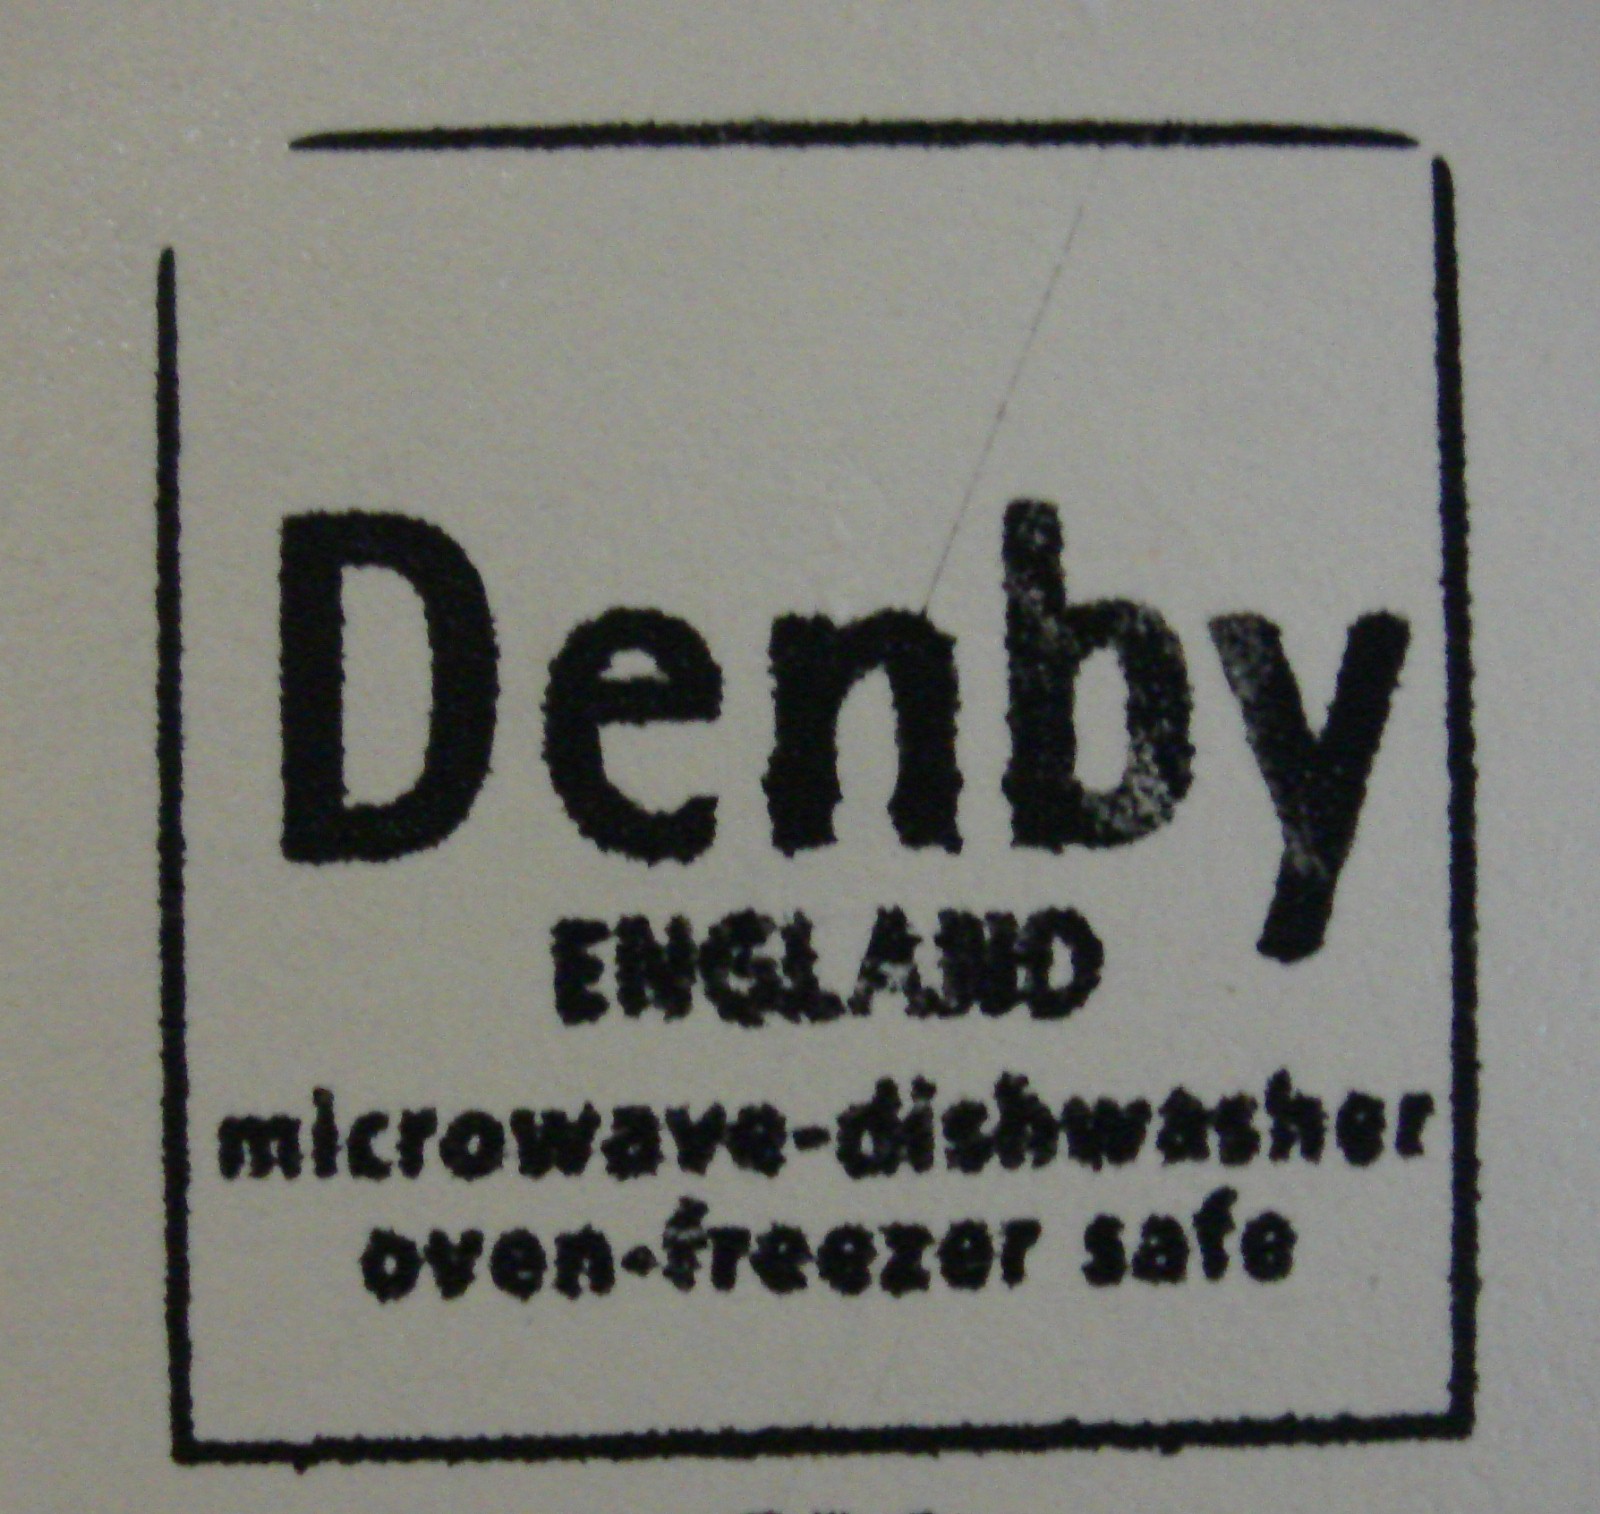 Denby
ENGLAND
microwave-dishwasher
oven-freezer safe